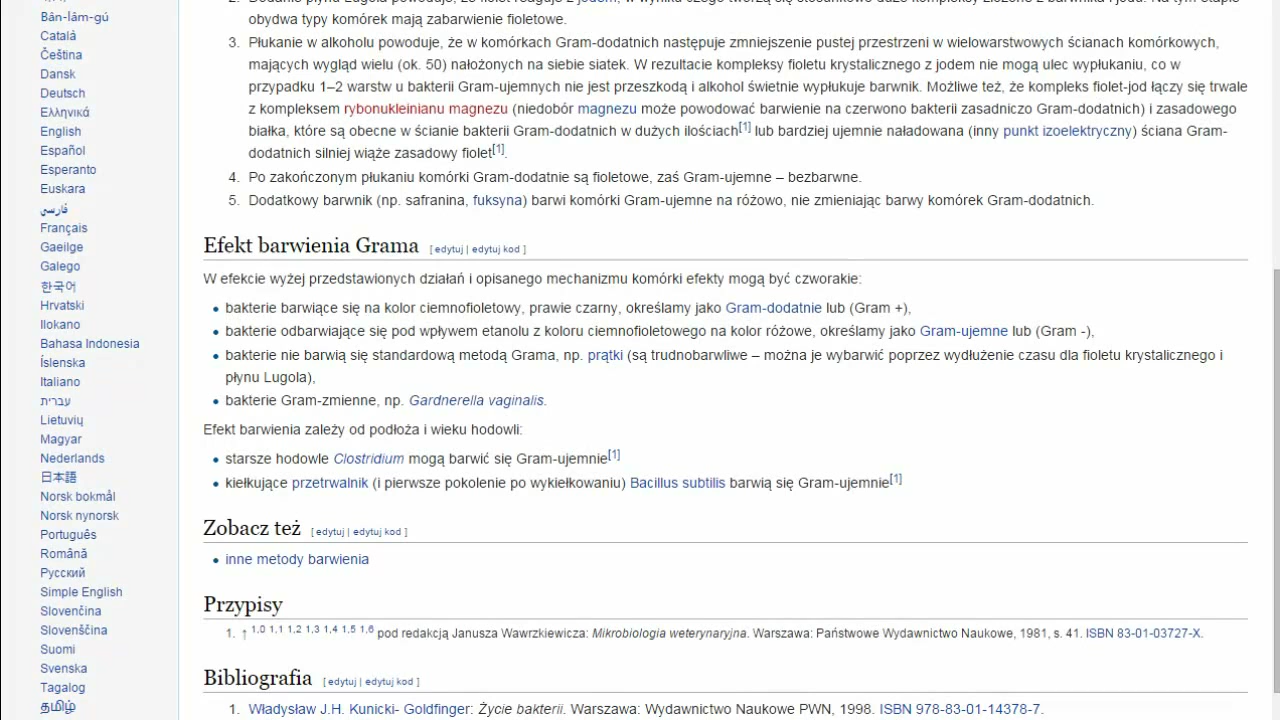 Bân-lâm-gú
Català
Čeština
Dansk
Deutsch
Ελληνικά
English
Español
Esperanto
Euskara
فارسی
Français
Gaeilge
Galego
한국어
Hrvatski
Ilokano
Bahasa Indonesia
Íslenska
Italiano
עברית
Lietuvių
Magyar
Nederlands
日本語
Norsk bokmål
Norsk nynorsk
Português
Română
Русский
Simple English
Slovenčina
Slovenščina
Suomi
Svenska
Tagalog
தமிழ்
obydwa typy komórek mają zabarwienie fioletowe.
3. Płukanie w alkoholu powoduje, że w komórkach Gram-dodatnich następuje zmniejszenie pustej przestrzeni w wielowarstwowych ścianach komórkowych,
mających wygląd wielu (ok. 50) nałożonych na siebie siatek. W rezultacie kompleksy fioletu krystalicznego z jodem nie mogą ulec wypłukaniu, co w
przypadku 1–2 warstw u bakterii Gram-ujemnych nie jest przeszkodą i alkohol świetnie wypłukuje barwnik. Możliwe też, że kompleks fiolet-jod łączy się trwale
z kompleksem rybonukleinianu magnezu (niedobór magnezu może powodować barwienie na czerwono bakterii zasadniczo Gram-dodatnich) i zasadowego
białka, które są obecne w ścianie bakterii Gram-dodatnich w dużych ilościach[1] lub bardziej ujemnie naładowana (inny punkt izoelektryczny) ściana Gram-
dodatnich silniej wiąże zasadowy fiolet[1].
4. Po zakończonym płukaniu komórki Gram-dodatnie są fioletowe, zaś Gram-ujemne – bezbarwne.
5. Dodatkowy barwnik (np. safranina, fuksyna) barwi komórki Gram-ujemne na różowo, nie zmieniając barwy komórek Gram-dodatnich.
Efekt barwienia Grama [ edytuj | edytuj kod ]
W efekcie wyżej przedstawionych działań i opisanego mechanizmu komórki efekty mogą być czworakie:
• bakterie barwiące się na kolor ciemnofioletowy, prawie czarny, określamy jako Gram-dodatnie lub (Gram +),
• bakterie odbarwiające się pod wpływem etanolu z koloru ciemnofioletowego na kolor różowe, określamy jako Gram-ujemne lub (Gram -),
• bakterie nie barwią się standardową metodą Grama, np. prątki (są trudnobarwliwe – można je wybarwić poprzez wydłużenie czasu dla fioletu krystalicznego i
płynu Lugola),
• bakterie Gram-zmienne, np. Gardnerella vaginalis.
Efekt barwienia zależy od podłoża i wieku hodowli:
• starsze hodowle Clostridium mogą barwić się Gram-ujemnie[1]
• kiełkujące przetrwalnik (i pierwsze pokolenie po wykiełkowaniu) Bacillus subtilis barwią się Gram-ujemnie[1]
Zobacz też [ edytuj | edytuj kod ]
• inne metody barwienia
Przypisy
1. ↑ 1,0 1,1 1,2 1,3 1,4 1,5 1,6 pod redakcją Janusza Wawrzkiewicza: Mikrobiologia weterynaryjna. Warszawa: Państwowe Wydawnictwo Naukowe, 1981, s. 41. ISBN 83-01-03727-X.
Bibliografia [ edytuj | edytuj kod ]
1. Władysław J.H. Kunicki- Goldfinger: Życie bakterii. Warszawa: Wydawnictwo Naukowe PWN, 1998. ISBN 978-83-01-14378-7.